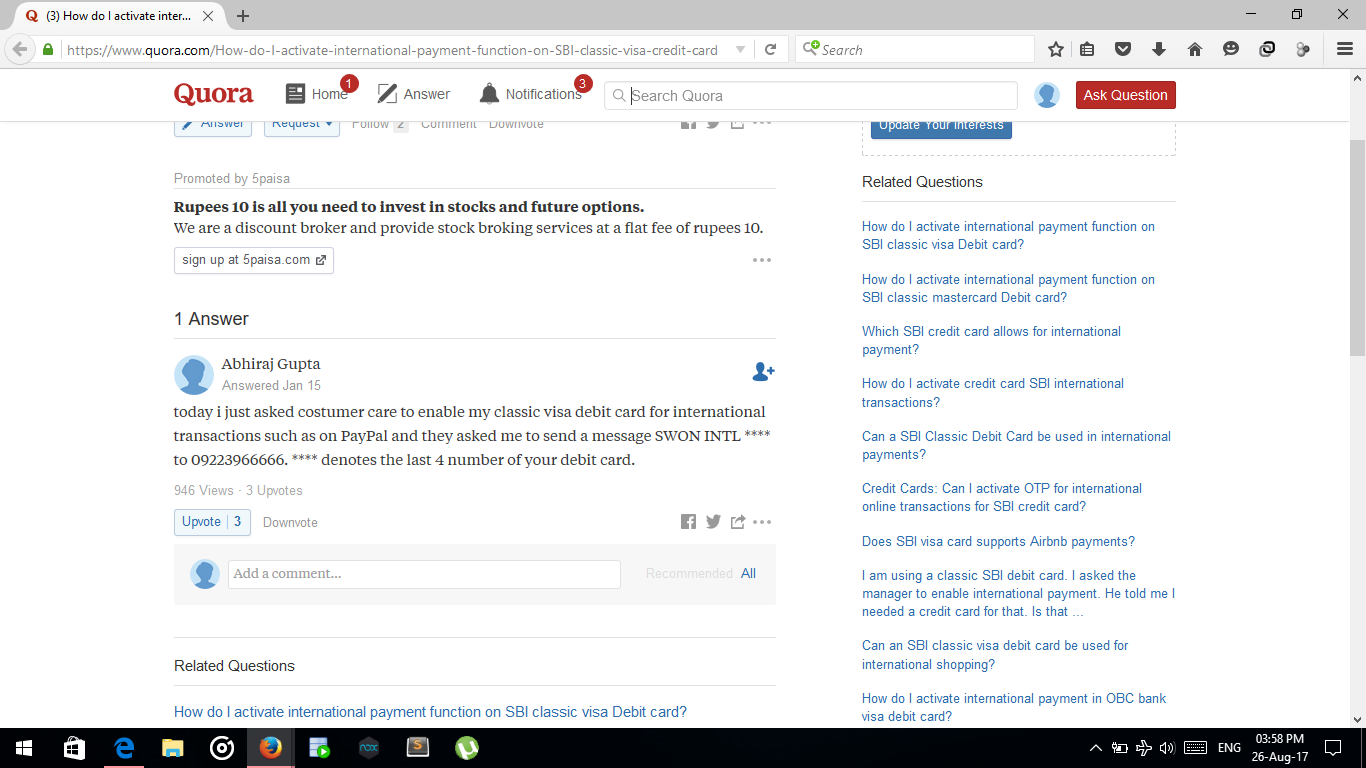 (3) How do I activate inter...
https://www.quora.com/How-do-I-activate-international-payment-function-on-SBI-classic-visa-credit-card
Search
Quora
Home
1
Answer
Notifications
3
Search Quora
Ask Question
Answer
Request
Follow 2
Comment
Downvote
Update Your Interests
Promoted by 5paisa
Rupees 10 is all you need to invest in stocks and future options.
We are a discount broker and provide stock broking services at a flat fee of rupees 10.
sign up at 5paisa.com
1 Answer
Abhiraj Gupta
Answered Jan 15
today i just asked costumer care to enable my classic visa debit card for international
transactions such as on PayPal and they asked me to send a message SWON INTL ****
to 09223966666. **** denotes the last 4 number of your debit card.
946 Views · 3 Upvotes
Upvote 3
Downvote
Add a comment...
Recommended All
Related Questions
How do I activate international payment function on SBI classic visa Debit card?
Related Questions
How do I activate international payment function on
SBI classic visa Debit card?
How do I activate international payment function on
SBI classic mastercard Debit card?
Which SBI credit card allows for international
payment?
How do I activate credit card SBI international
transactions?
Can a SBI Classic Debit Card be used in international
payments?
Credit Cards: Can I activate OTP for international
online transactions for SBI credit card?
Does SBI visa card supports Airbnb payments?
I am using a classic SBI debit card. I asked the
manager to enable international payment. He told me I
needed a credit card for that. Is that ...
Can an SBI classic visa debit card be used for
international shopping?
How do I activate international payment in OBC bank
visa debit card?
nox
S
ENG
03:58 PM
26-Aug-17